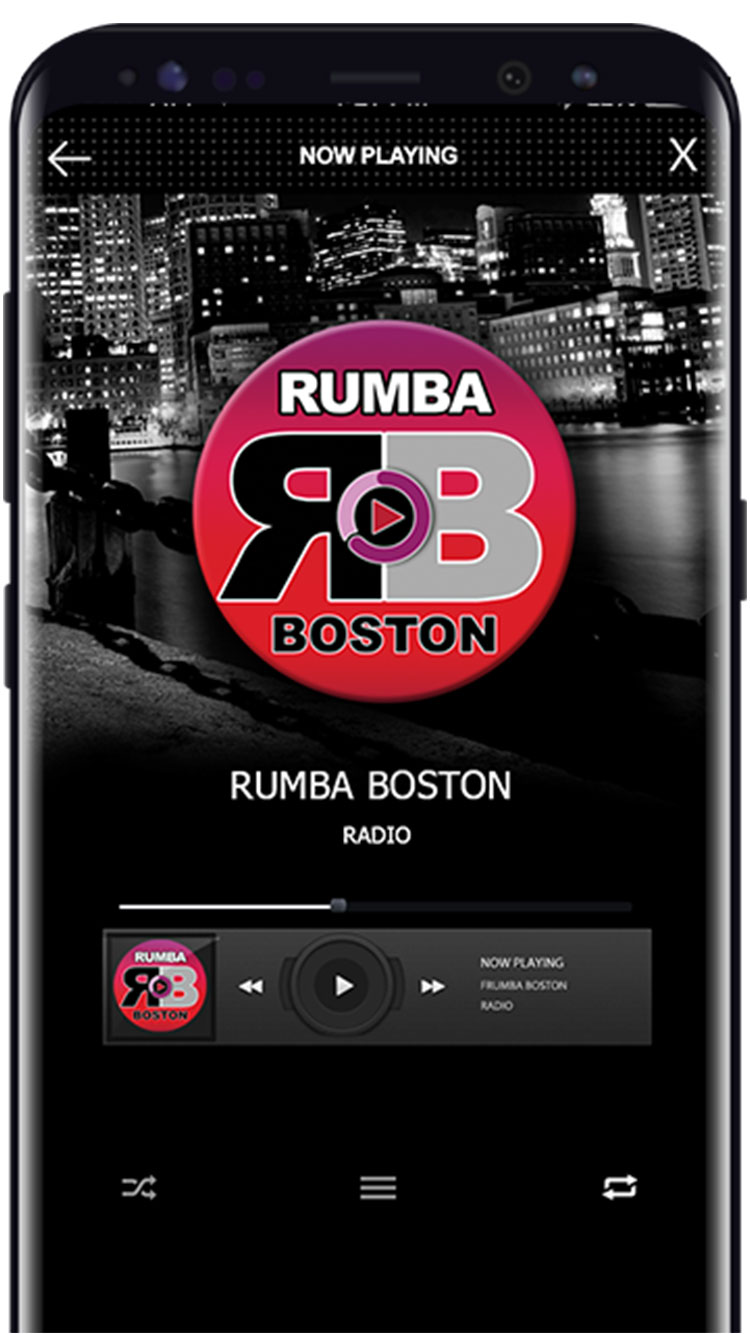 NOW PLAYING
X
RUMBA
RB
BOSTON
RUMBA BOSTON
RADIO
RUMBA
RB
BOSTON
NOW PLAYING
FRUMBA BOSTON
RADIO